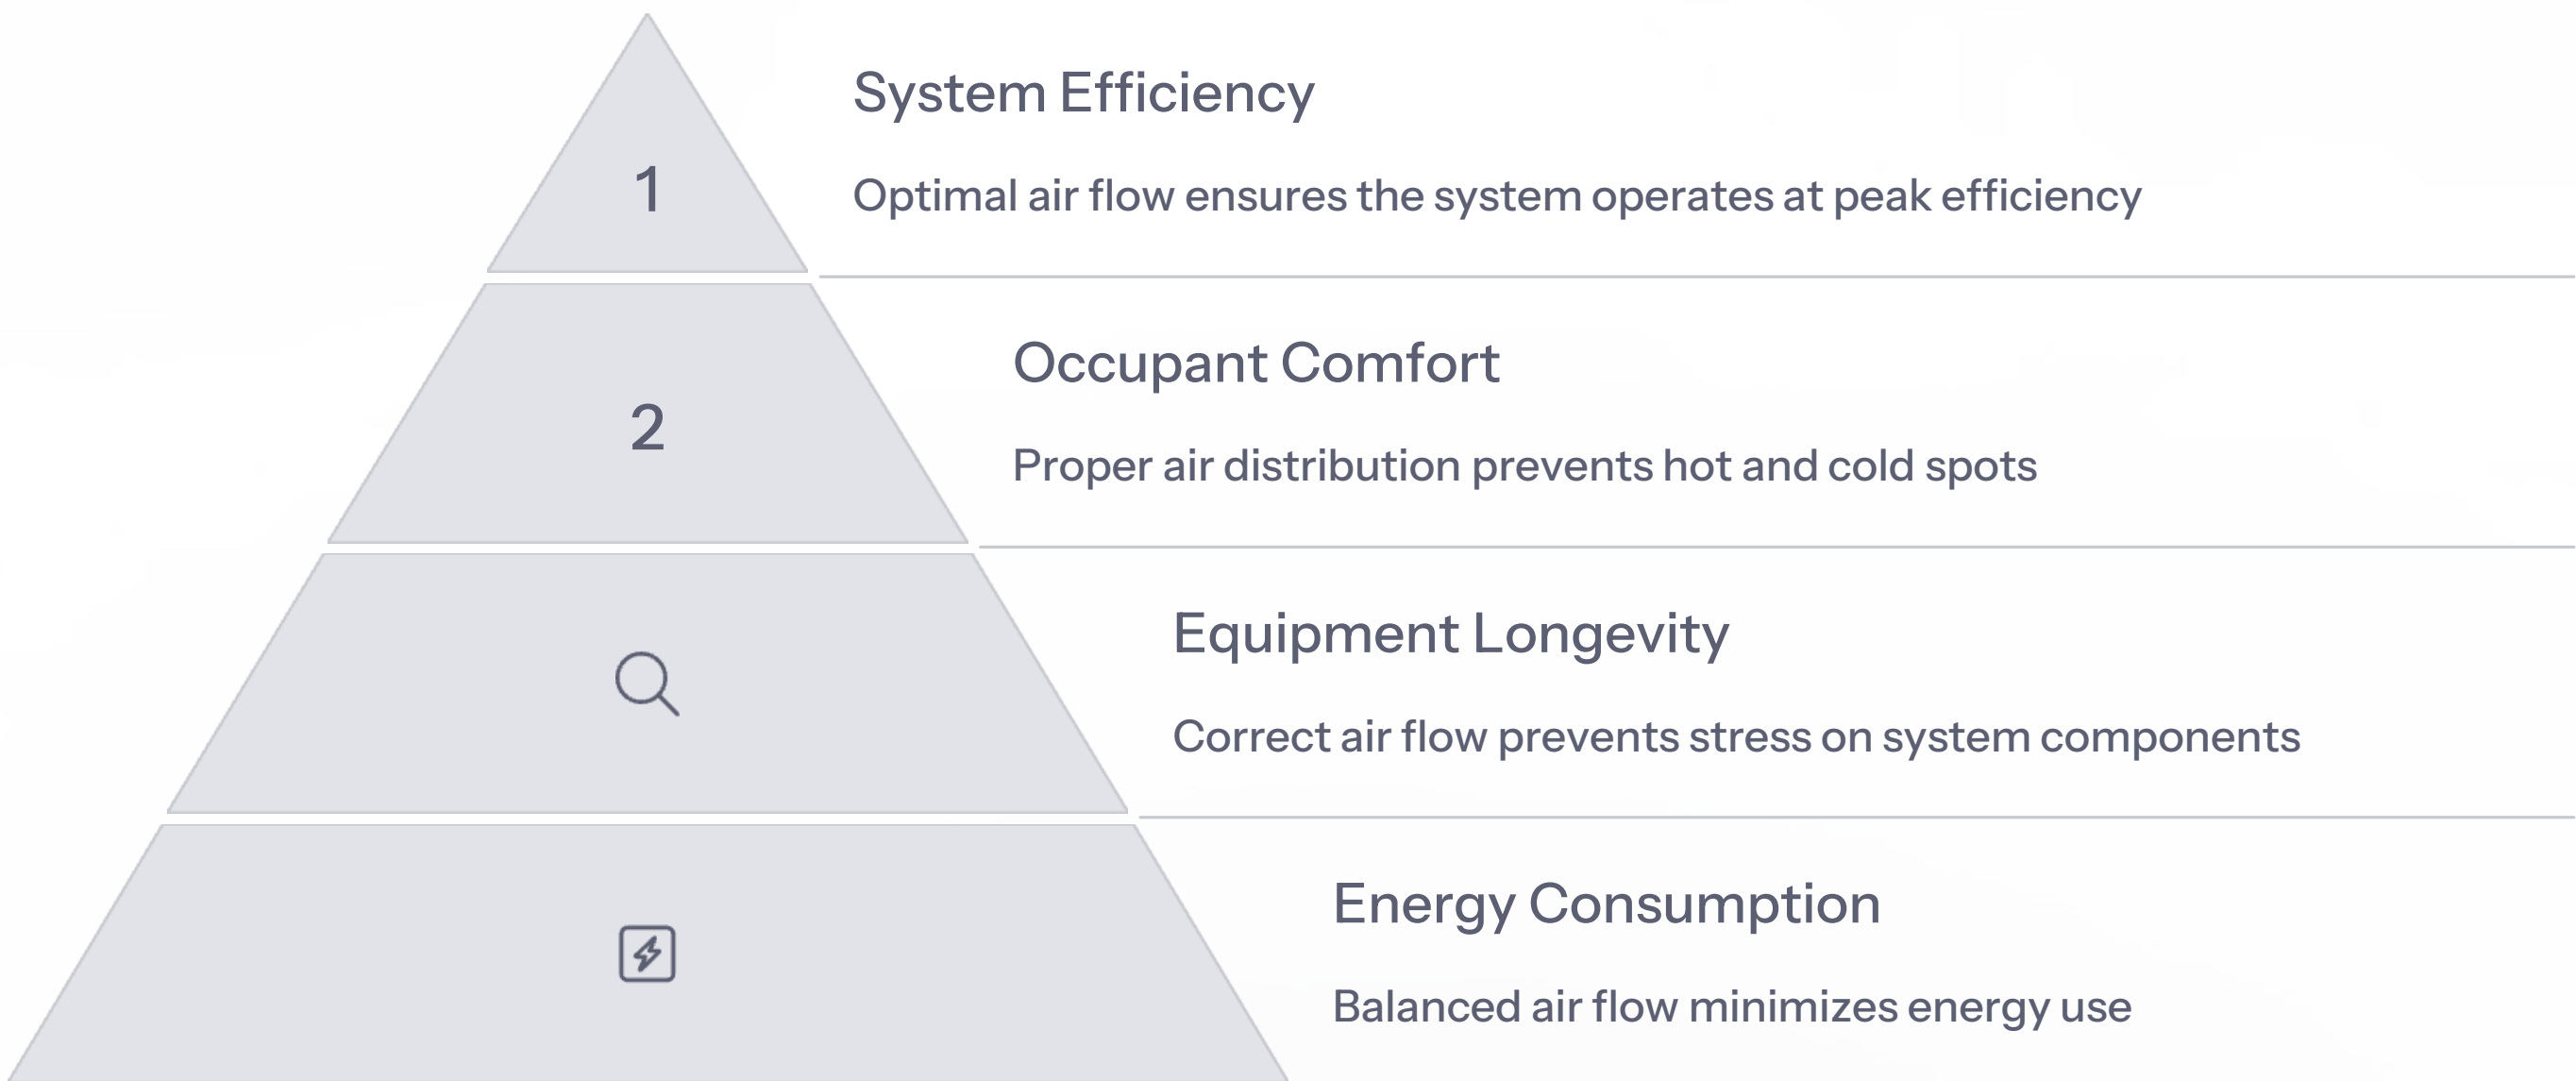 System Efficiency
1
Optimal air flow ensures the system operates at peak efficiency
Occupant Comfort
2
Proper air distribution prevents hot and cold spots
Equipment Longevity
Correct air flow prevents stress on system components
Energy Consumption
Balanced air flow minimizes energy use